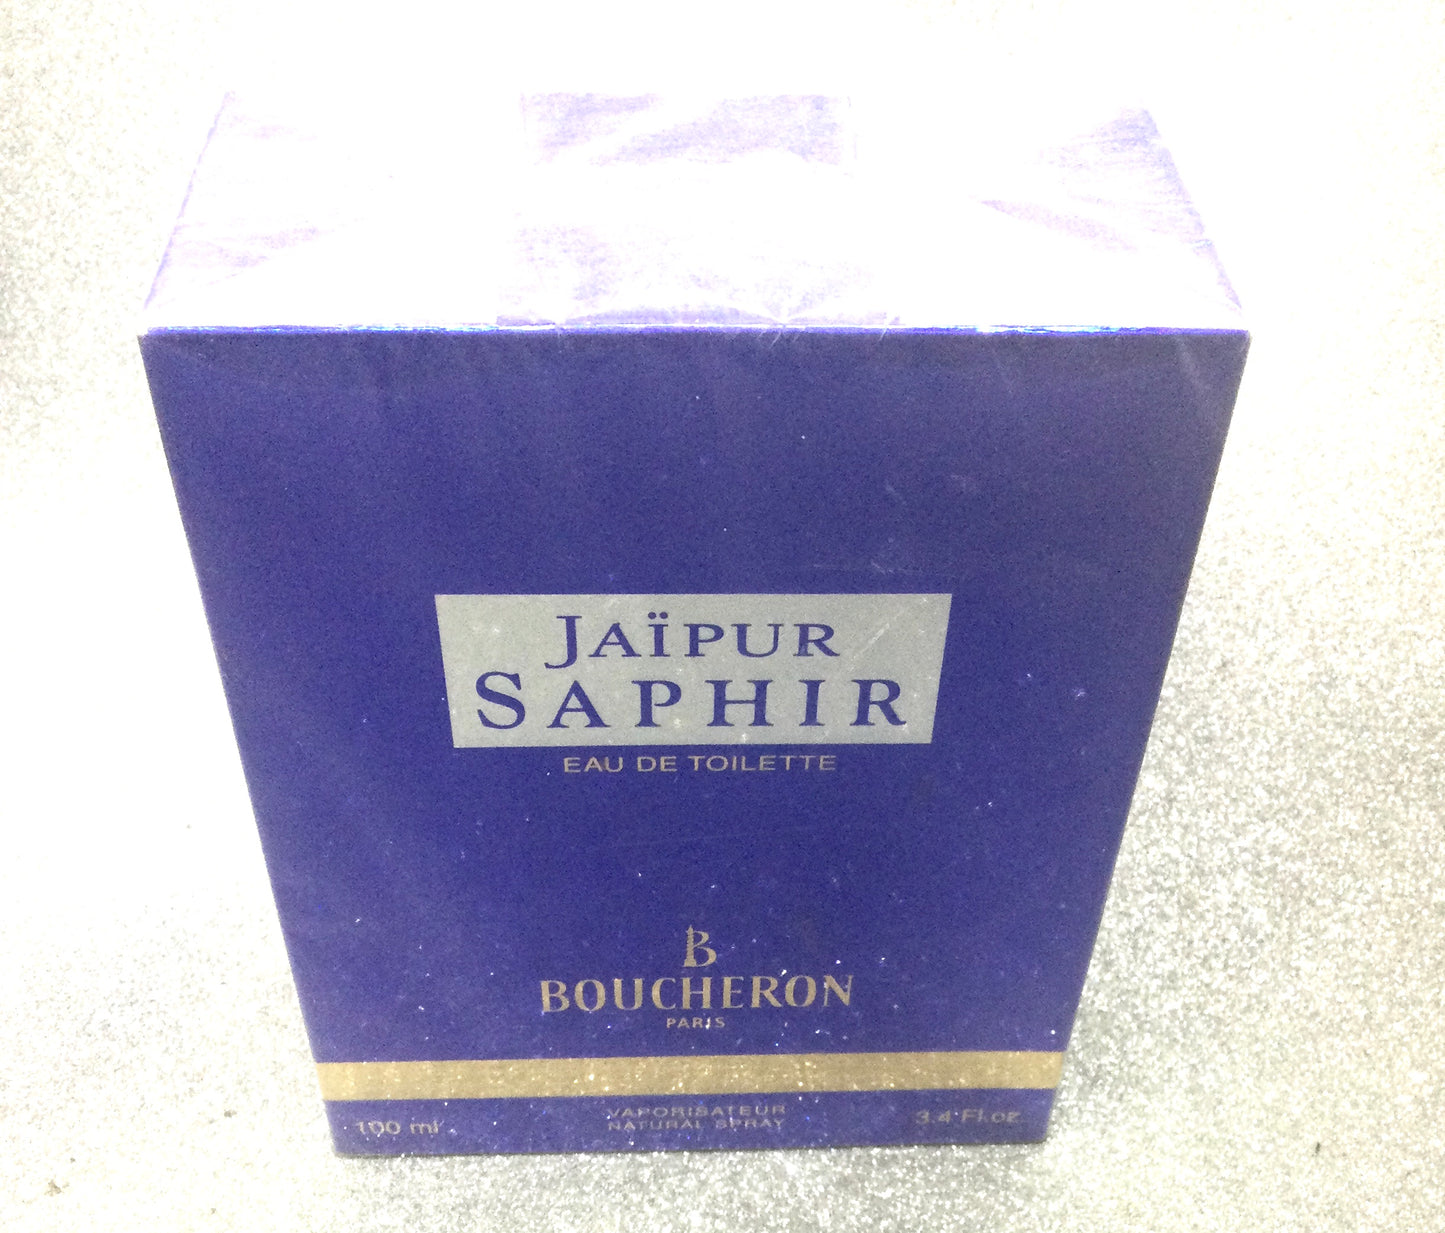 JAÏPUR
SAPHIR
EAU DE TOILETTE
B
BOUCHERON
PARIS
100 ml
VAPORISATEUR
NATURAL SPRAY
3.4 Fl.oz